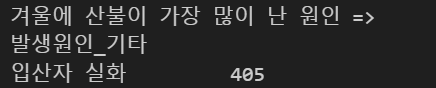 겨울에 산불이 가장 많이 난 원인 =>
발생원인_기타
입산자 실화 405